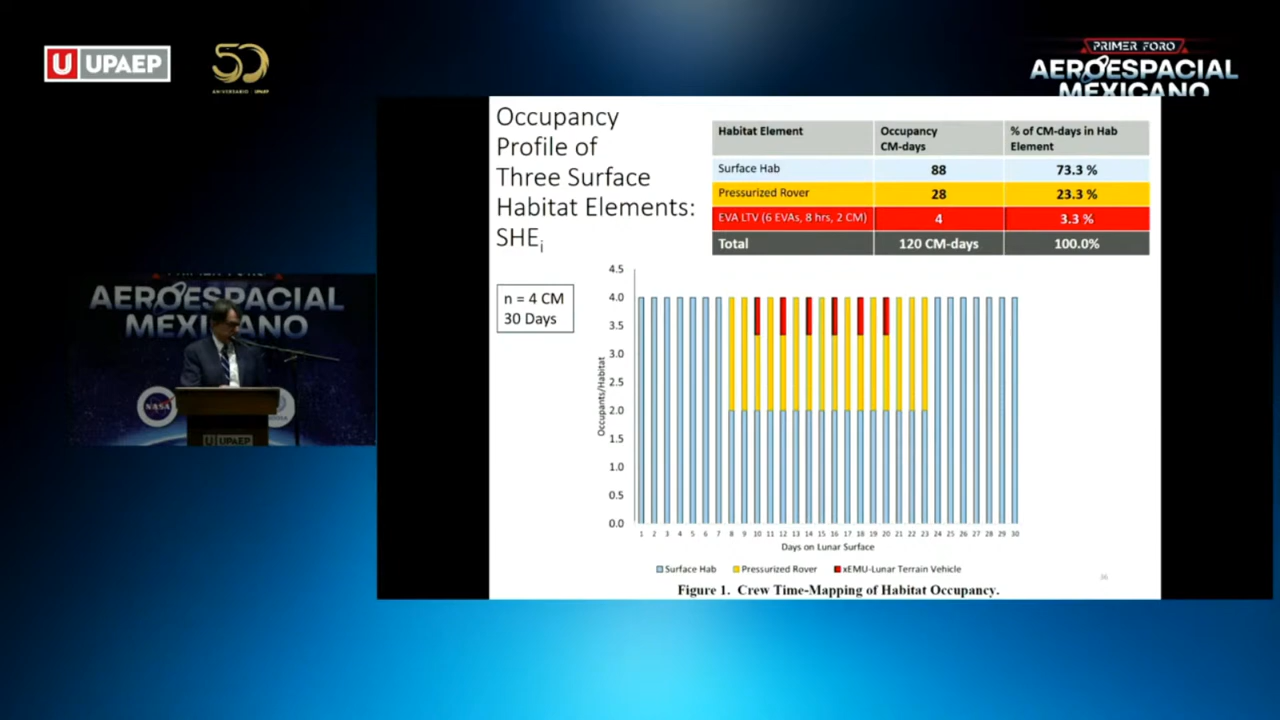 U UPAEP
50
ANIVERSARIO UPAEP
PRIMER FORO
AEROESPACIAL
MEXICANO
Occupancy
Profile of
Three Surface
Habitat Elements:
SHEi
n = 4 CM
30 Days
Habitat Element Occupancy CM-days % of CM-days in Hab Element
Surface Hab 88 73.3 %
Pressurized Rover 28 23.3 %
EVA LTV (6 EVAs, 8 hrs, 2 CM) 4 3.3 %
Total 120 CM-days 100.0%
4.5
4.0
3.5
3.0
2.5
2.0
1.5
1.0
0.5
0.0
Occupants/Habitat
1 2 3 4 5 6 7 8 9 10 11 12 13 14 15 16 17 18 19 20 21 22 23 24 25 26 27 28 29 30
Days on Lunar Surface
Surface Hab Pressurized Rover xEMU-Lunar Terrain Vehicle
Figure 1. Crew Time-Mapping of Habitat Occupancy.
36
AEROESPACIAL
MEXICANO
NASA
U UPAEP